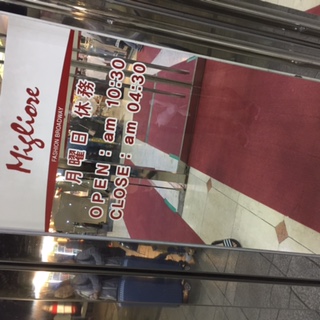 Migliore
FASHION BROADWAY
月曜日 休務
OPEN : am 10:30
CLOSE : am 04:30